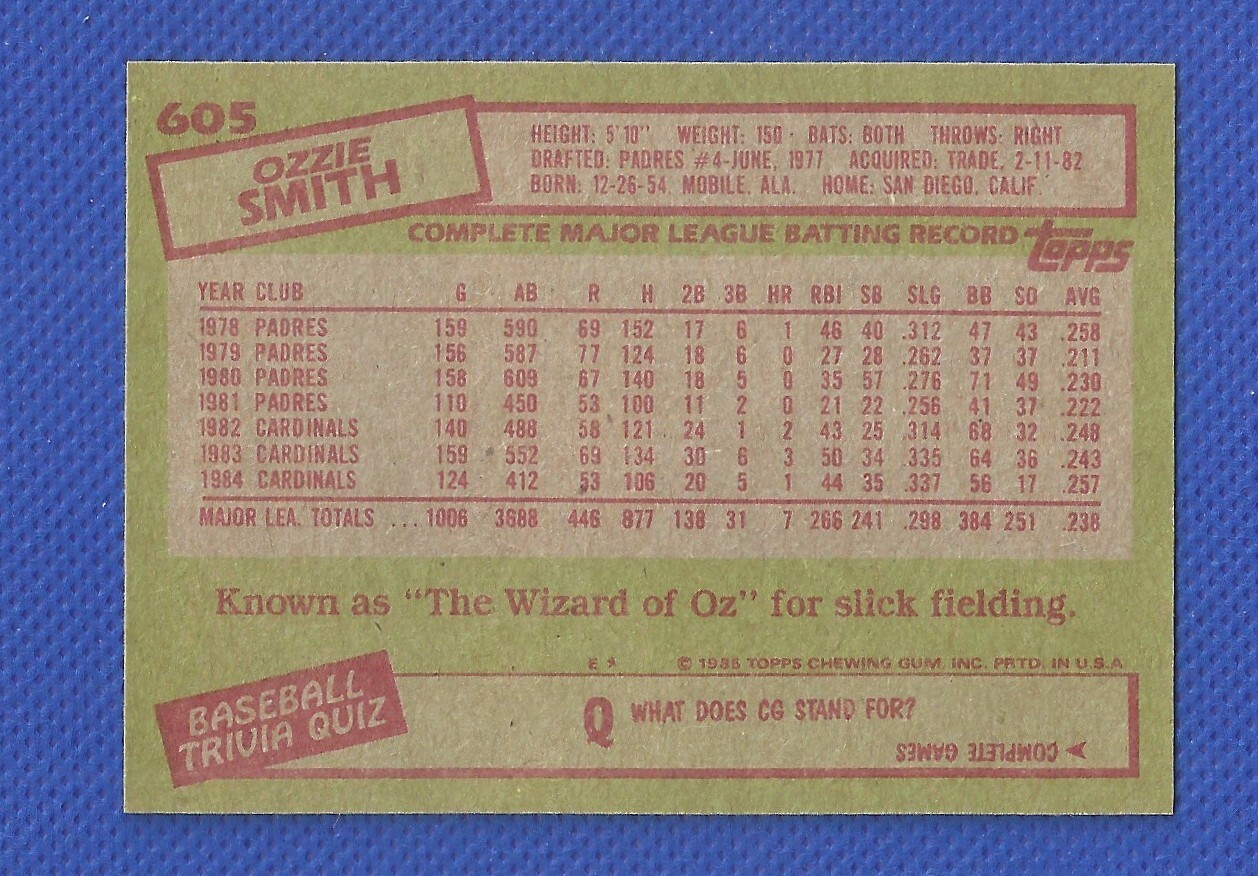 605
OZZIE
SMITH
HEIGHT: 5'10" WEIGHT: 150 BATS: BOTH THROWS: RIGHT
DRAFTED: PADRES #4-JUNE, 1977 ACQUIRED: TRADE, 2-11-82
BORN: 12-26-54, MOBILE, ALA. HOME: SAN DIEGO, CALIF.
COMPLETE MAJOR LEAGUE BATTING RECORD topps
YEAR CLUB G AB R H 2B 3B HR RBI SB SLG BB SO AVG
1978 PADRES 159 590 69 152 17 6 1 46 40 .312 47 43 .258
1979 PADRES 156 587 77 124 18 6 0 27 28 .262 37 37 .211
1980 PADRES 158 609 67 140 18 5 0 35 57 .276 71 49 .230
1981 PADRES 110 450 53 100 11 2 0 21 22 .256 41 37 .222
1982 CARDINALS 140 488 58 121 24 1 2 43 25 .314 68 32 .248
1983 CARDINALS 159 552 69 134 30 6 3 50 34 .335 64 36 .243
1984 CARDINALS 124 412 53 106 20 5 1 44 35 .337 56 17 .257
MAJOR LEA. TOTALS ... 1006 3688 446 877 138 31 7 266 241 .298 384 251 .238
Known as "The Wizard of Oz" for slick fielding.
E * © 1985 TOPPS CHEWING GUM, INC. PRTD. IN U.S.A
BASEBALL
TRIVIA QUIZ
Q WHAT DOES CG STAND FOR?
COMPLETE GAMES